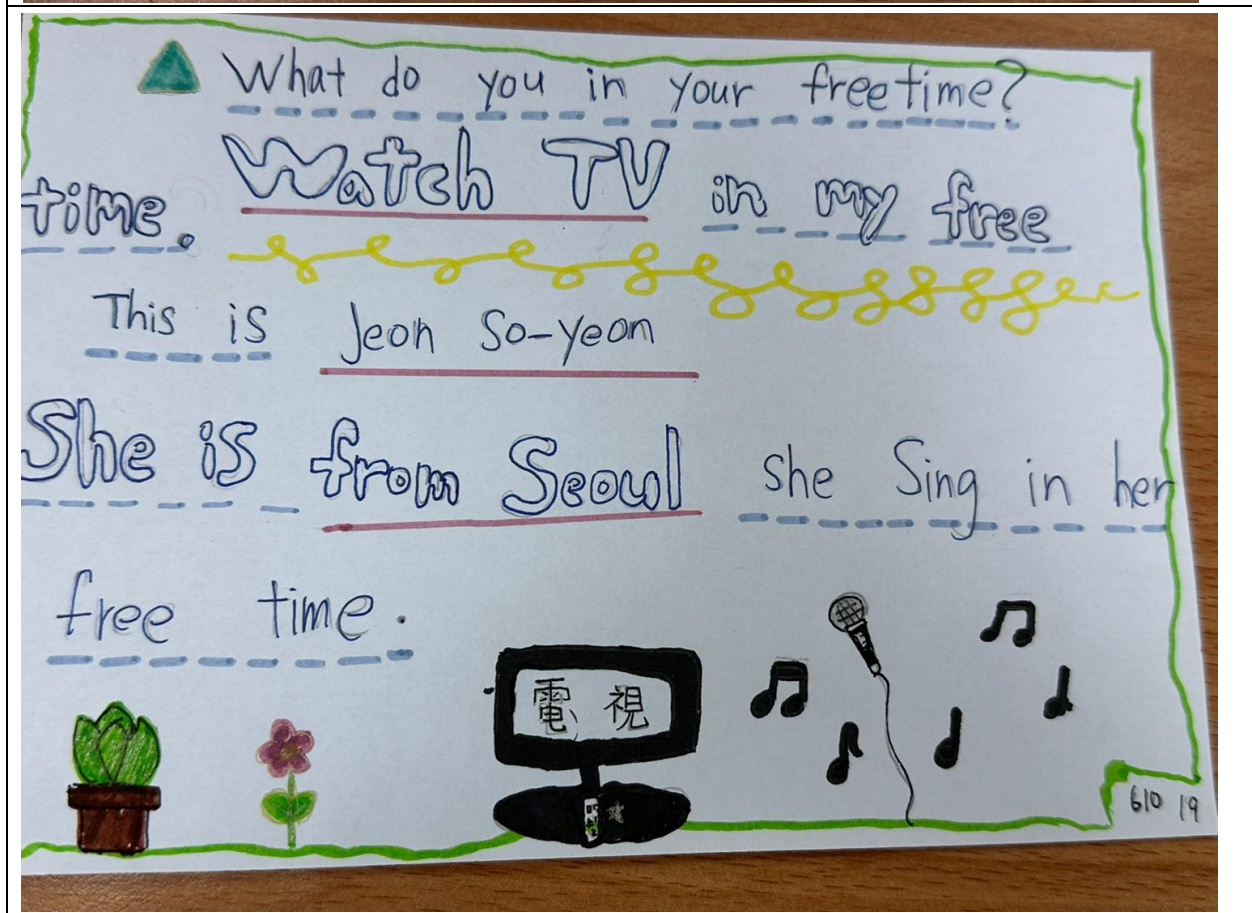 What do you in your freetime?
Watch TV in my free
time.
This is Jeon So-yeon
She is from Seoul she Sing in her
free time.
電視
610 19